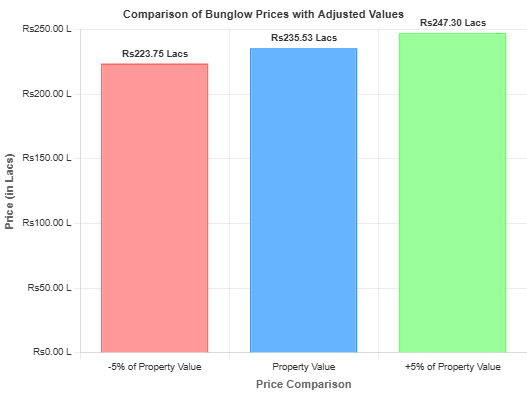 Comparison of Bunglow Prices with Adjusted Values
Rs250.00 L
Rs200.00 L
Rs150.00 L
Rs100.00 L
Rs50.00 L
Rs0.00 L
Price (in Lacs)
Rs223.75 Lacs
Rs235.53 Lacs
Rs247.30 Lacs
-5% of Property Value
Property Value
+5% of Property Value
Price Comparison